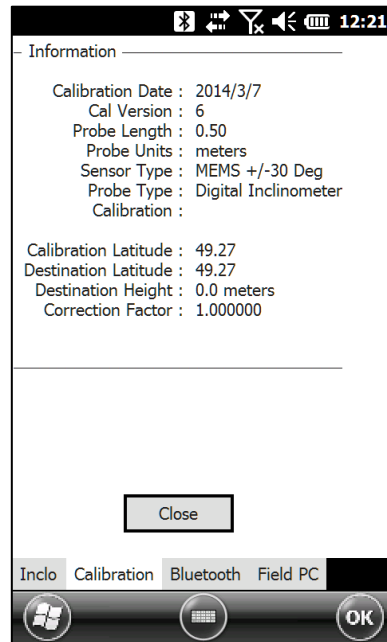 12:21
Information
Calibration Date : 2014/3/7
Cal Version : 6
Probe Length : 0.50
Probe Units : meters
Sensor Type : MEMS +/-30 Deg
Probe Type : Digital Inclinometer
Calibration :
Calibration Latitude : 49.27
Destination Latitude : 49.27
Destination Height : 0.0 meters
Correction Factor : 1.000000
Close
Inclo Calibration Bluetooth Field PC
OK